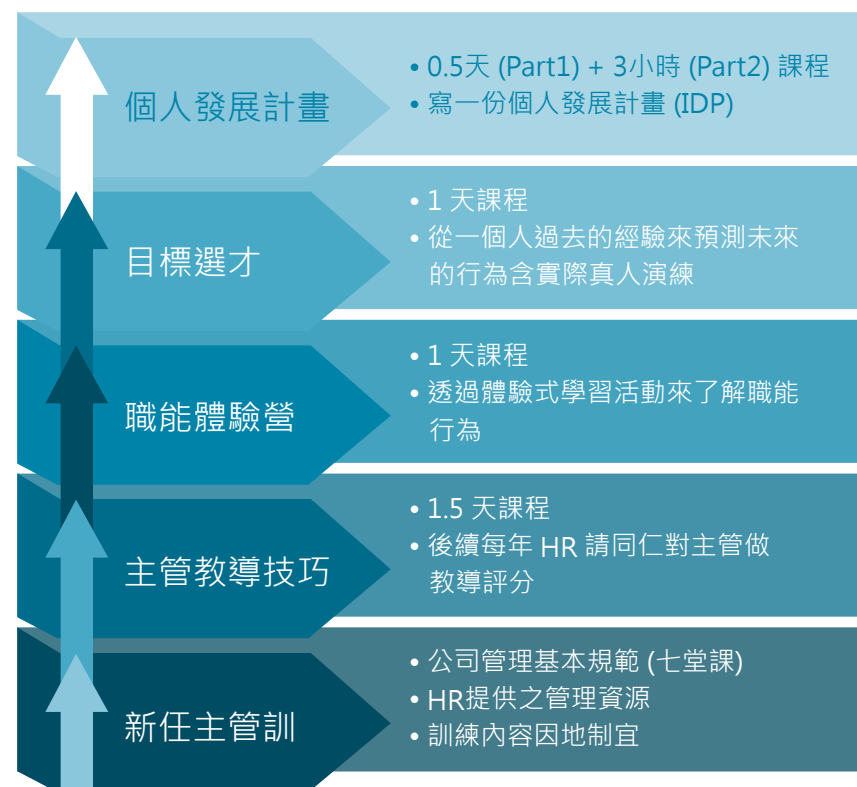 個人發展計畫
• 0.5天 (Part1) + 3小時 (Part2) 課程
• 寫一份個人發展計畫 (IDP)
目標選才
• 1 天課程
• 從一個人過去的經驗來預測未來
的行為含實際真人演練
職能體驗營
• 1 天課程
• 透過體驗式學習活動來了解職能
行為
主管教導技巧
• 1.5 天課程
• 後續每年 HR 請同仁對主管做
教導評分
新任主管訓
• 公司管理基本規範 (七堂課)
• HR提供之管理資源
• 訓練內容因地制宜